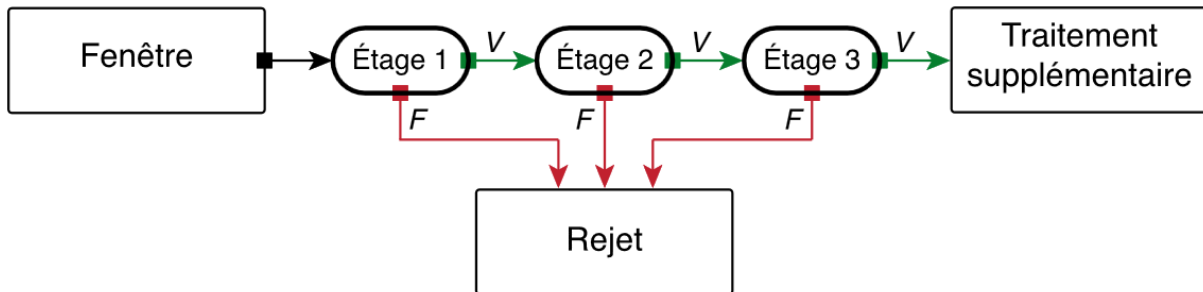 Fenêtre
Étage 1
V
Étage 2
V
Étage 3
V
Traitement
supplémentaire
F
F
F
Rejet